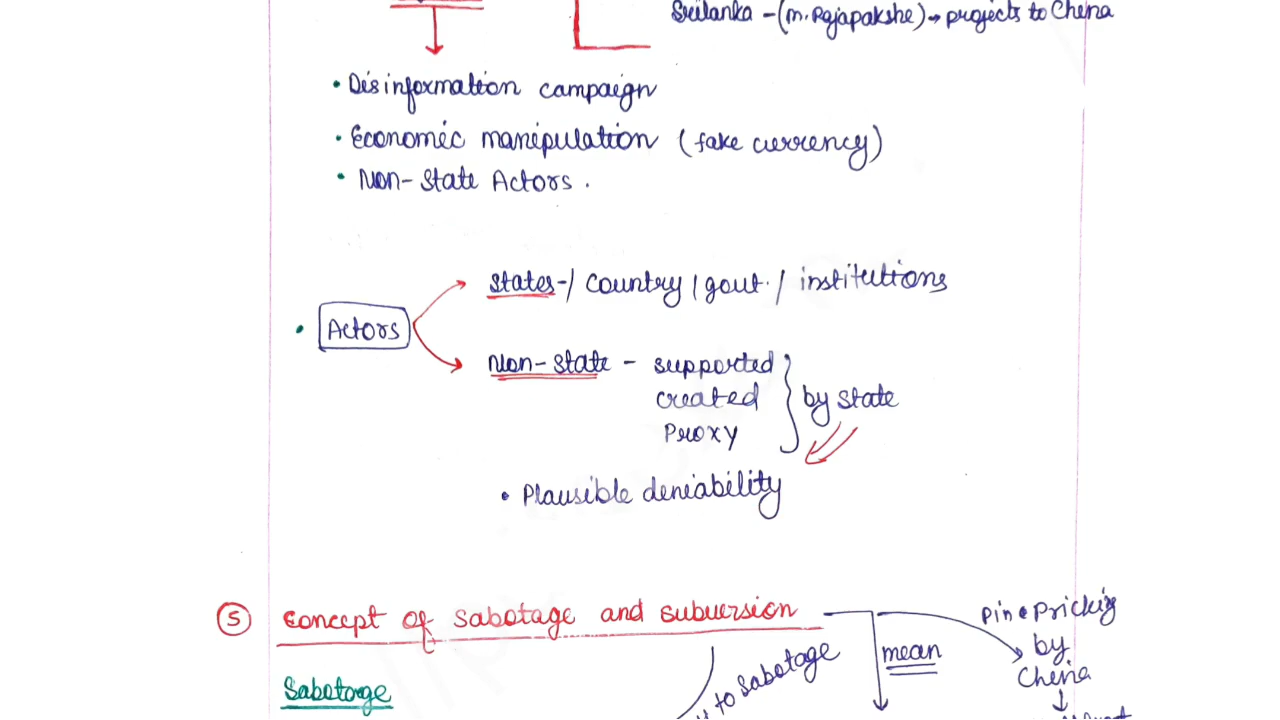 Srilanka - (M. Rajapakshe) → projects to China
• Disinformation campaign
• Economic manipulation (fake currency)
• Non-State Actors.
states -/ Country / govt. / institutions
• Actors
Non-state - supported
created } by state
Proxy
• Plausible deniability
⑤ Concept of Sabotage and subversion
Pin Pricking
by
China
mean
to Sabotage
Sabotage